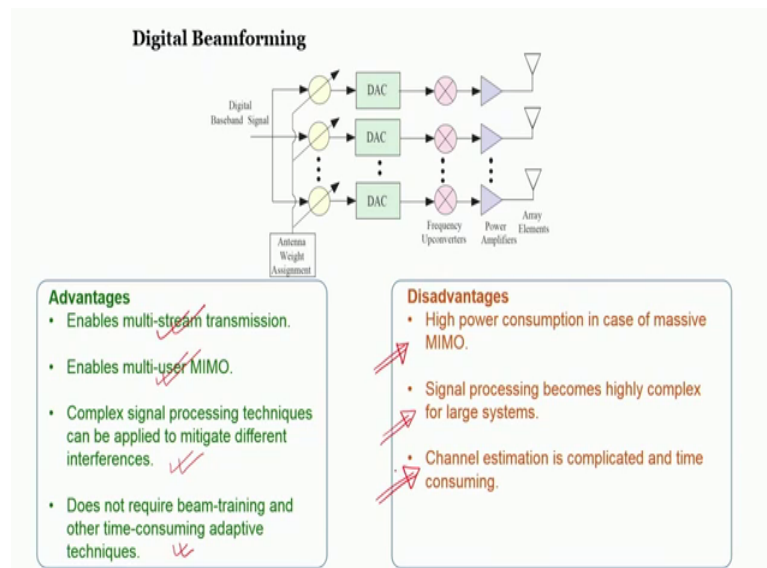 Digital Beamforming
Digital
Baseband Signal
DAC
DAC
DAC
Antenna
Weight
Assignment
Frequency
Upconverters
Power
Amplifiers
Array
Elements
Advantages
• Enables multi-stream transmission.
• Enables multi-user MIMO.
• Complex signal processing techniques
can be applied to mitigate different
interferences.
• Does not require beam-training and
other time-consuming adaptive
techniques.
Disadvantages
• High power consumption in case of massive
MIMO.
• Signal processing becomes highly complex
for large systems.
• Channel estimation is complicated and time
consuming.